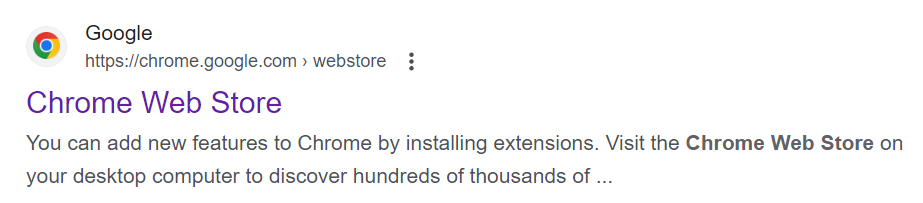 Google
https://chrome.google.com › webstore
Chrome Web Store
You can add new features to Chrome by installing extensions. Visit the Chrome Web Store on
your desktop computer to discover hundreds of thousands of ...